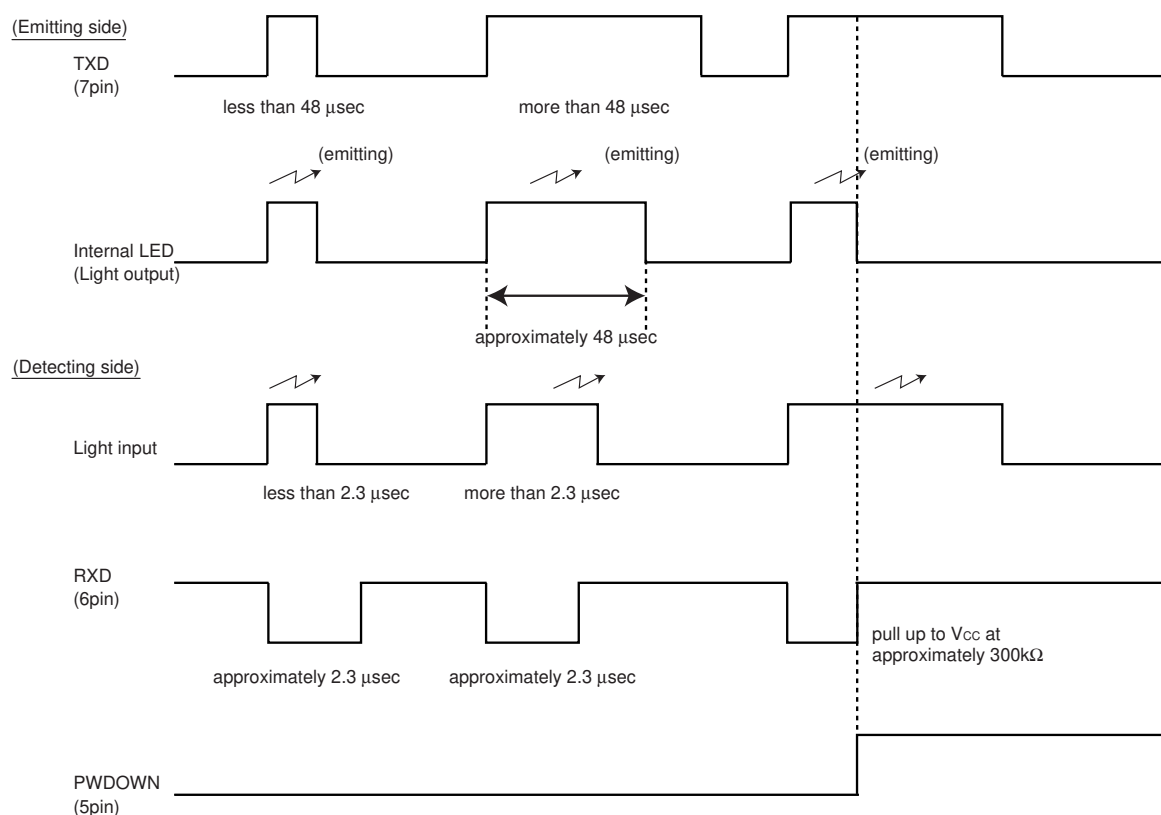 (Emitting side)
TXD
(7pin)
less than 48 μsec
more than 48 μsec
(emitting)
(emitting)
(emitting)
Internal LED
(Light output)
approximately 48 μsec
(Detecting side)
Light input
less than 2.3 μsec
more than 2.3 μsec
RXD
(6pin)
pull up to VCC at
approximately 300kΩ
approximately 2.3 μsec
approximately 2.3 μsec
PWDOWN
(5pin)